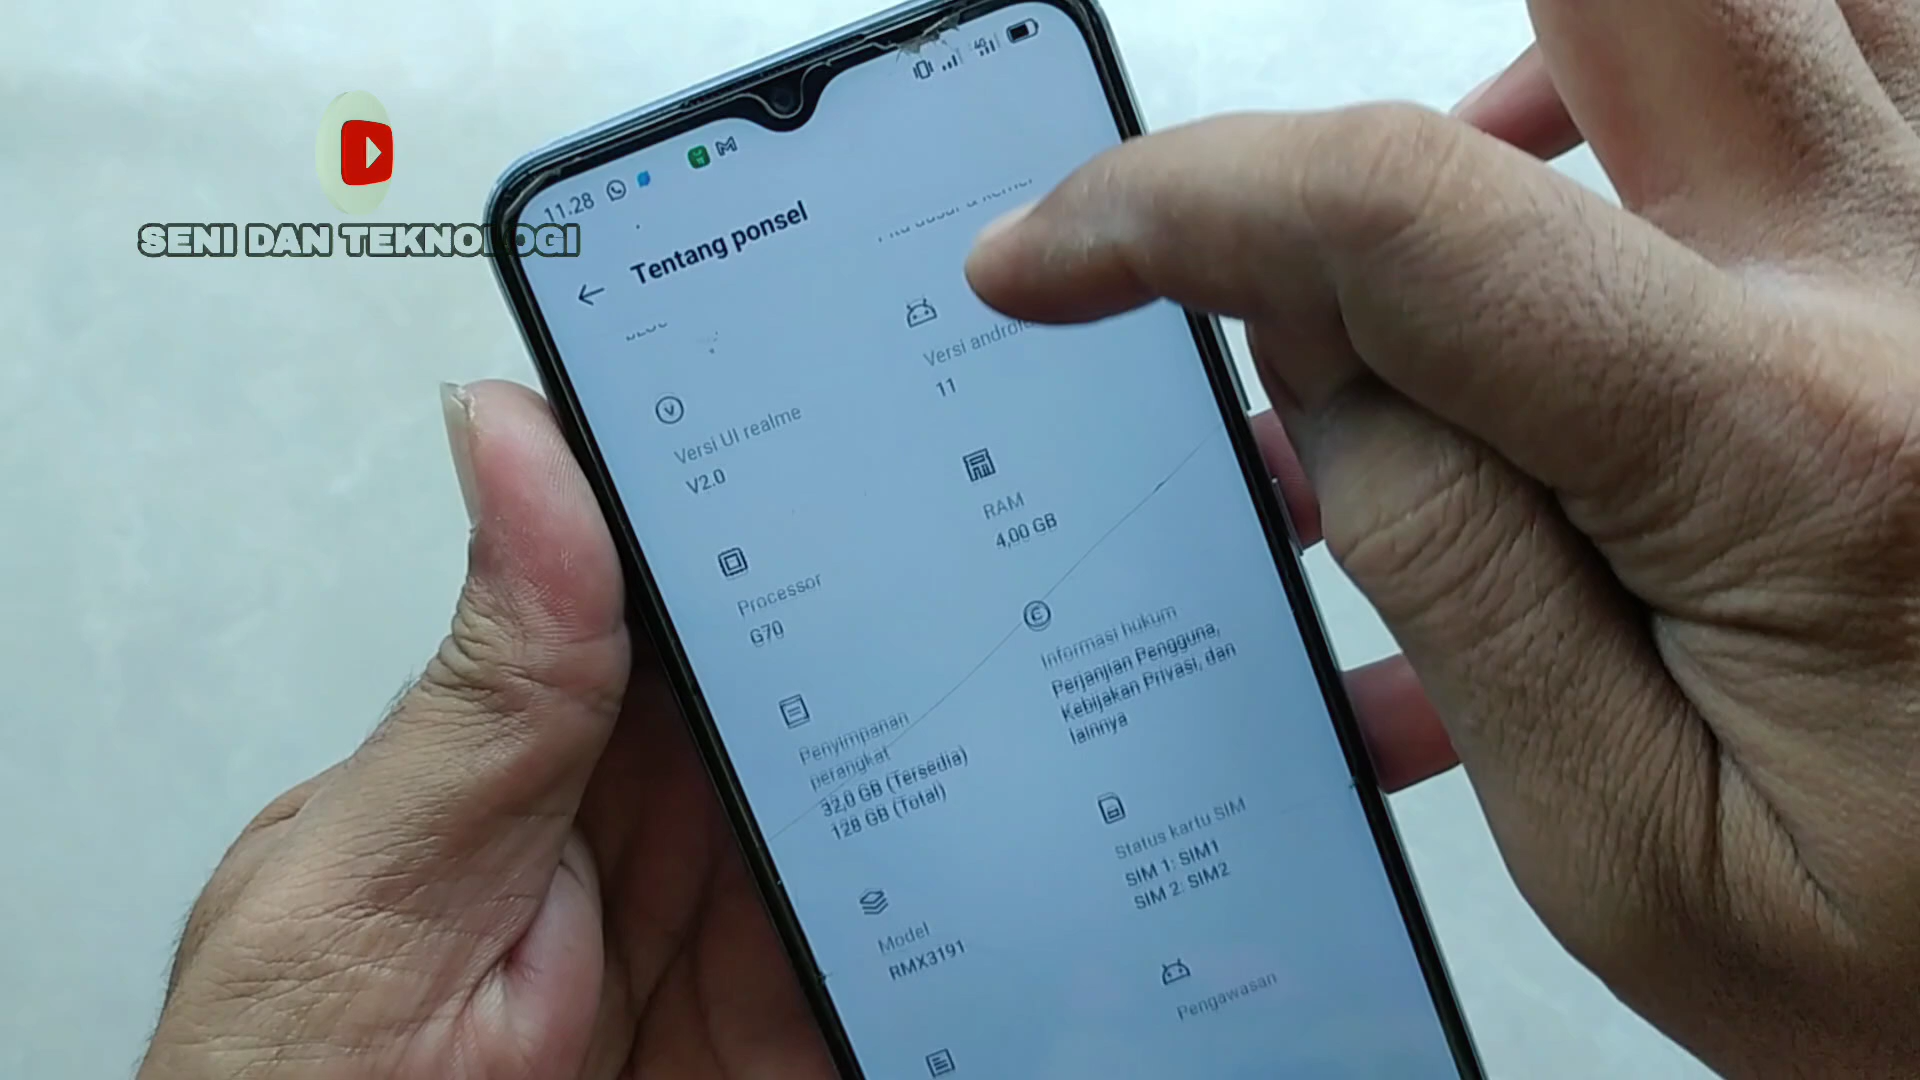 SENI DAN TEKNOLOGI
11.28
4G
Tentang ponsel
Versi android
11
Versi UI realme
V2.0
RAM
4,00 GB
Processor
G70
Informasi hukum
Perjanjian Pengguna,
Kebijakan Privasi, dan
lainnya
Penyimpanan
perangkat
32,0 GB (Tersedia)
128 GB (Total)
Status kartu SIM
SIM 1: SIM1
SIM 2: SIM2
Model
RMX3191
Pengawasan